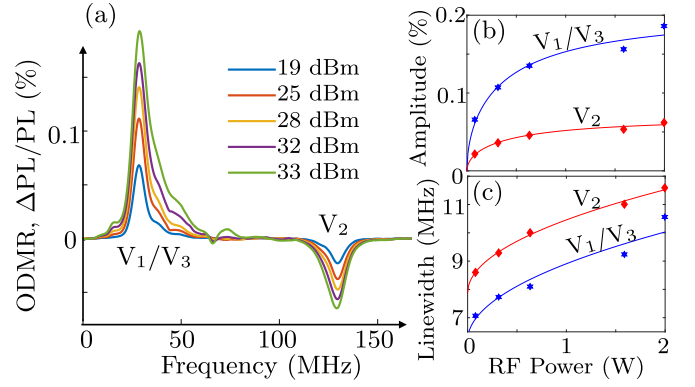 (a)
ODMR, ΔPL/PL (%)
0.1
0
19 dBm
25 dBm
28 dBm
32 dBm
33 dBm
V₁/V₃
V₂
0 50 100 150
Frequency (MHz)
(b)
Amplitude (%)
0.2
0
V₁/V₃
V₂
(c)
Linewidth (MHz)
11
9
7
V₂
V₁/V₃
0 1 2
RF Power (W)